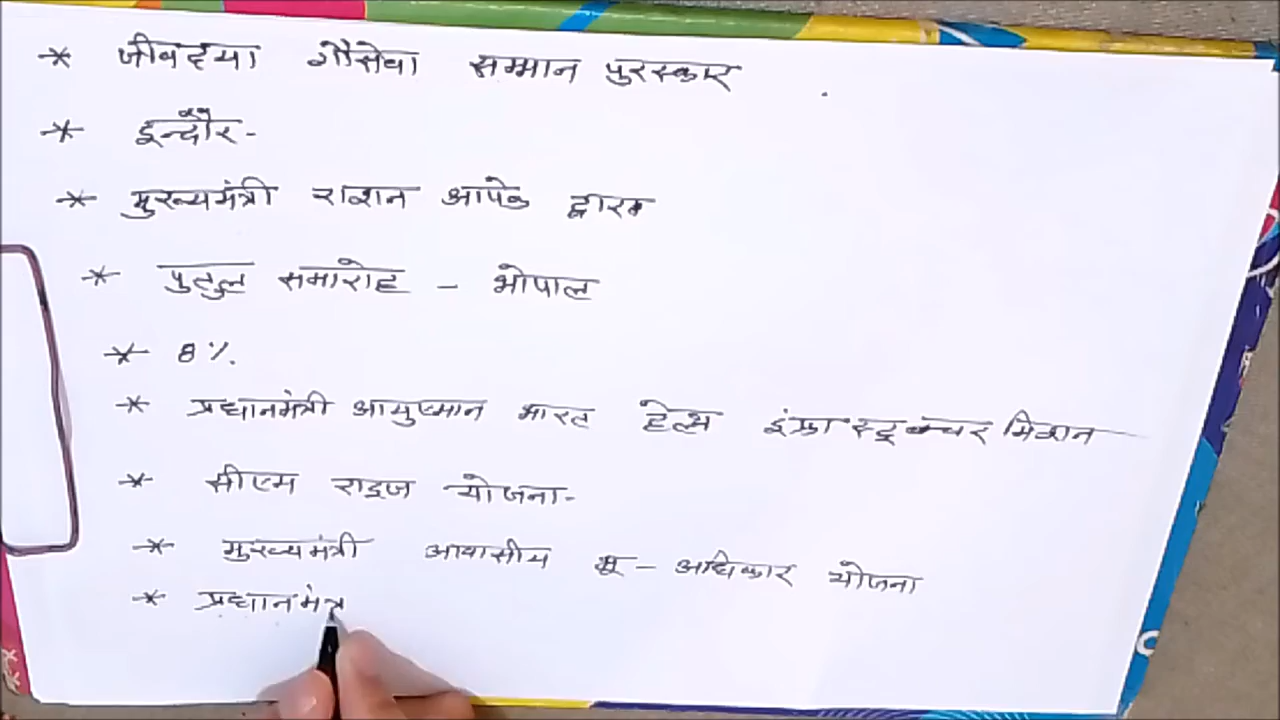 * जीवदया गौसेवा सम्मान पुरस्कार
* इन्दौर-
* मुख्यमंत्री राशन आपके द्वारा
* पुतुल समारोह - भोपाल
* 8%.
* प्रधानमंत्री आयुष्मान भारत हेल्थ इंफ्रास्ट्रक्चर मिशन
* सीएम राइज योजना-
* मुख्यमंत्री आवासीय भू - अधिकार योजना
* प्रधानमंत्र